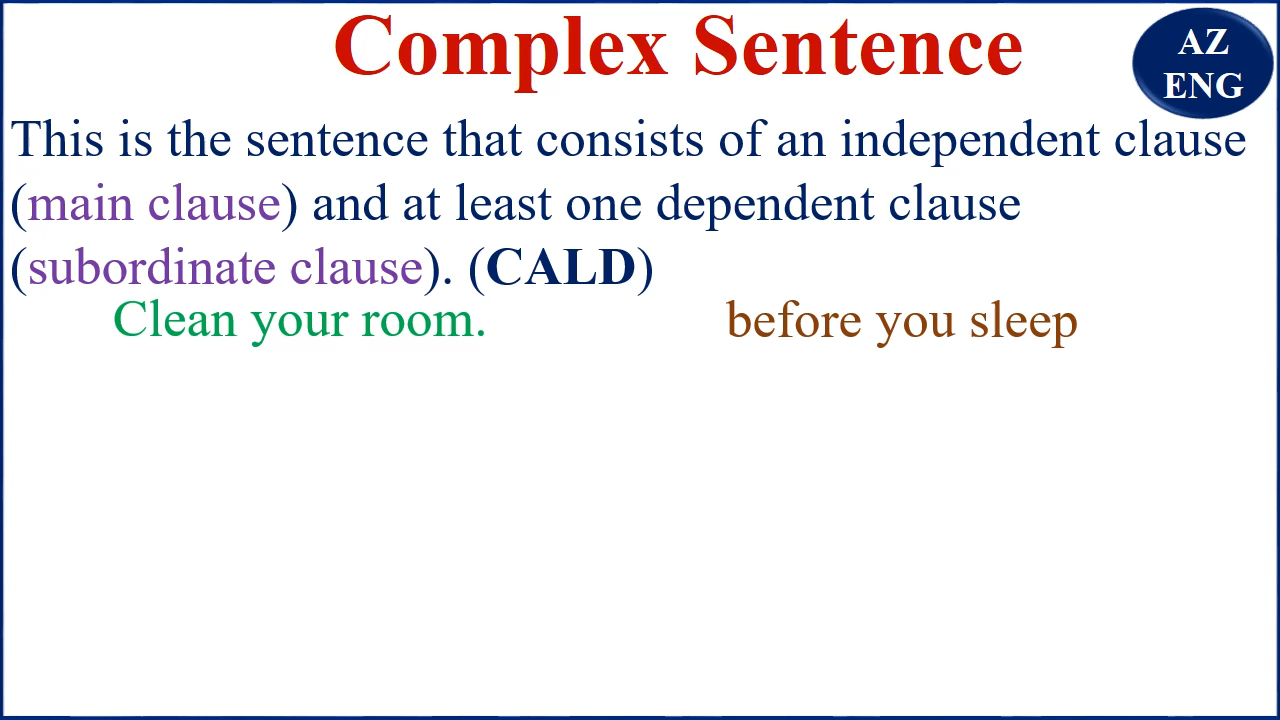 Complex Sentence
AZ
ENG
This is the sentence that consists of an independent clause
(main clause) and at least one dependent clause
(subordinate clause). (CALD)
Clean your room. before you sleep